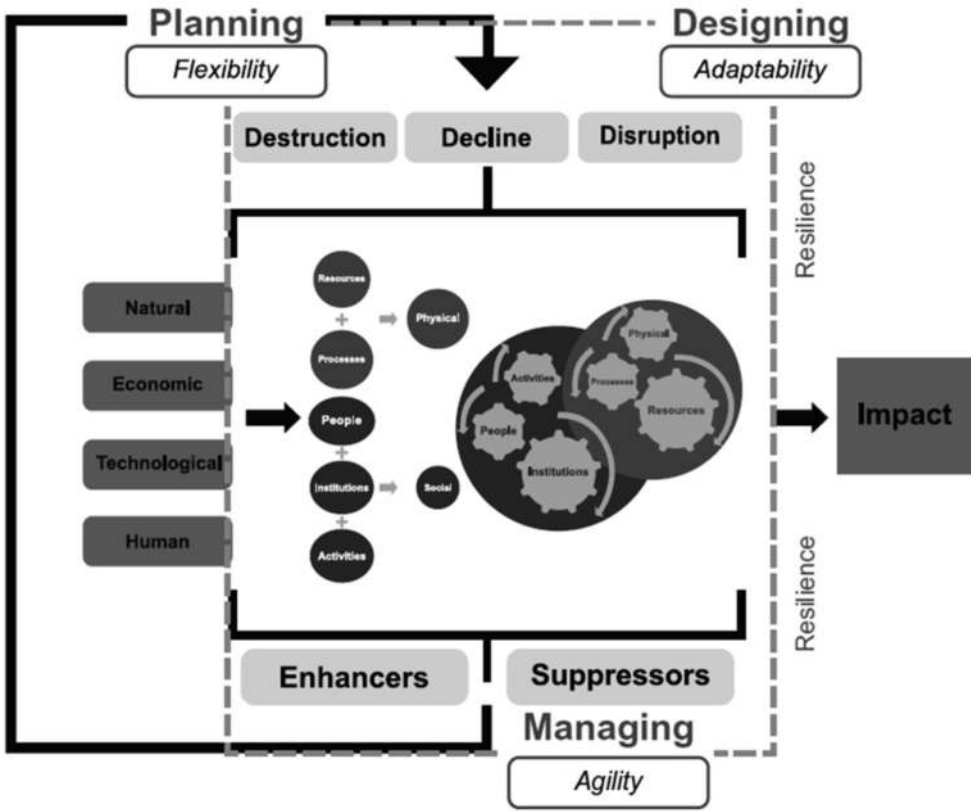 Planning
Designing
Flexibility
Adaptability
Destruction
Decline
Disruption
Resilience
Natural
Economic
Technological
Human
Resources
+
Processes
Physical
People
+
Institutions
+
Activities
Social
Activities
People
Institutions
Physical
Processes
Resources
Impact
Resilience
Enhancers
Suppressors
Managing
Agility